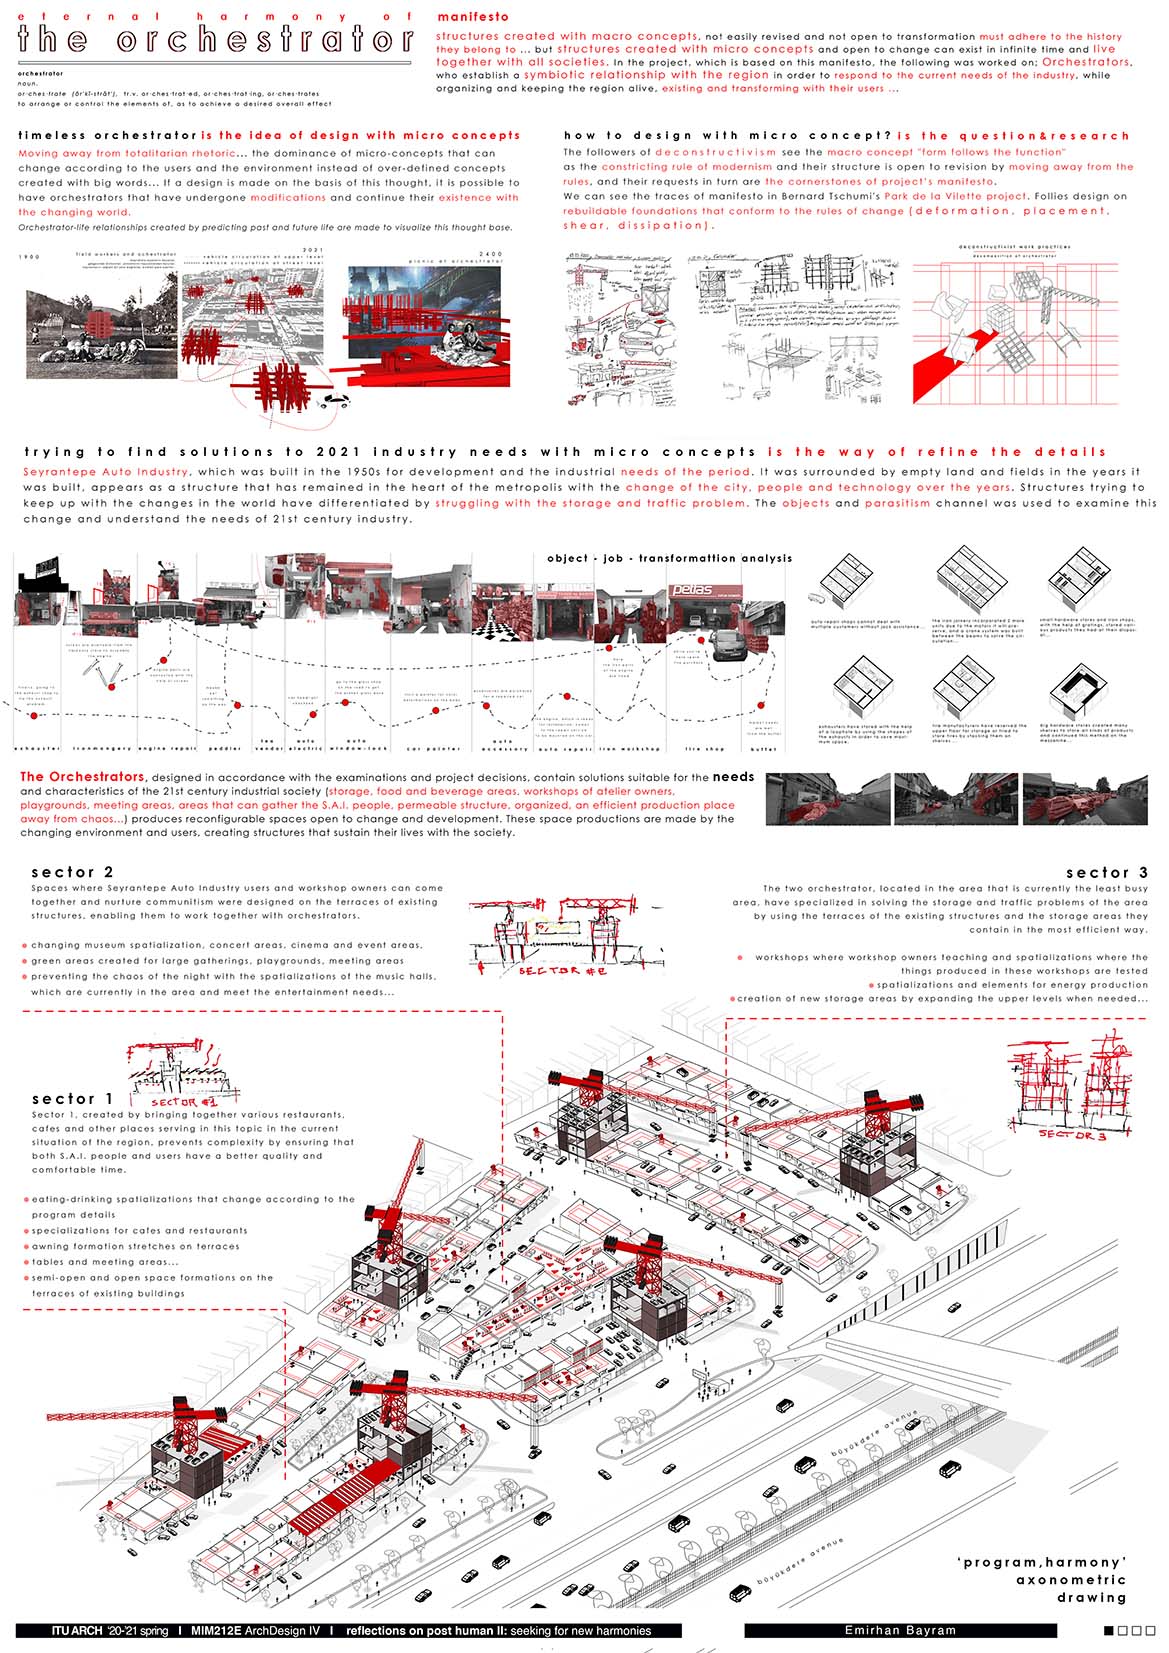 eternal harmony of
the orchestrator
orchestrator
noun.
to arrange or control the elements of, as to achieve a desired overall effect
manifesto
structures created with macro concepts, not easily revised and not open to transformation must adhere to the history
they belong to ... but structures created with micro concepts and open to change can exist in infinite time and live
together with all societies. In the project, which is based on this manifesto, the following was worked on; Orchestrators,
who establish a symbiotic relationship with the region in order to respond to the current needs of the industry, while
organizing and keeping the region alive, existing and transforming with their users ...
timeless orchestrator is the idea of design with micro concepts
Moving away from totalitarian rhetoric... the dominance of micro-concepts that can
change according to the users and the environment instead of over-defined concepts
created with big words... If a design is made on the basis of this thought, it is possible to
have orchestrators that have undergone modifications and continue their existence with
the changing world.
Orchestrator-life relationships created by predicting past and future life are made to visualize this thought base.
how to design with micro concept? is the question&research
The followers of deconstructivism see the macro concept "form follows the function"
as the constricting rule of modernism and their structure is open to revision by moving away from the
rules, and their requests in turn are the cornerstones of project's manifesto.
We can see the traces of manifesto in Bernard Tschumi's Park de la Vilette project. Follies design on
rebuildable foundations that conform to the rules of change (deformation, placement,
shear, dissipation).
1900
field workers and ochestrator
2021
vehicle circulation of upper level
vehicle circulation of street level
2400
picnic at orchestrator
deconstructivist work practices
decomposition of orchestrator
trying to find solutions to 2021 industry needs with micro concepts is the way of refine the details
Seyrantepe Auto Industry, which was built in the 1950s for development and the industrial needs of the period. It was surrounded by empty land and fields in the years it
was built, appears as a structure that has remained in the heart of the metropolis with the change of the city, people and technology over the years. Structures trying to
keep up with the changes in the world have differentiated by struggling with the storage and traffic problem. The objects and parasitism channel was used to examine this
change and understand the needs of 21st century industry.
object - job - transformattion analysis
petas
exhauster
ironmongery
engine repair
peddler
tea vendor
auto electric
auto window-lock
car painter
auto accessory
auto repair
iron workshop
tire shop
buffet
auto repair shops cannot deal with
multiple customers without jack assistance...
The Orchestrators, designed in accordance with the examinations and project decisions, contain solutions suitable for the needs
and characteristics of the 21st century industrial society (storage, food and beverage areas, workshops of atelier owners,
playgrounds, meeting areas, areas that can gather the S.A.I. people, permeable structure, organized, an efficient production place
away from chaos...) produces reconfigurable spaces open to change and development. These space productions are made by the
changing environment and users, creating structures that sustain their lives with the society.
sector 2
Spaces where Seyrantepe Auto Industry users and workshop owners can come
together and nurture communitism were designed on the terraces of existing
structures, enabling them to work together with orchestrators.
changing museum spatialization, concert areas, cinema and event areas,
green areas created for large gatherings, playgrounds, meeting areas
preventing the chaos of the night with the spatializations of the music halls,
which are currently in the area and meet the entertainment needs...
SECTOR #2
sector 3
The two orchestrator, located in the area that is currently the least busy
area, have specialized in solving the storage and traffic problems of the area
by using the terraces of the existing structures and the storage areas they
contain in the most efficient way.
workshops where workshop owners teaching and spatializations where the
things produced in these workshops are tested
spatializations and elements for energy production
creation of new storage areas by expanding the upper levels when needed...
SECTOR 3
SECTOR #1
sector 1
Sector 1, created by bringing together various restaurants,
cafes and other places serving in this topic in the current
situation of the region, prevents complexity by ensuring that
both S.A.I. people and users have a better quality and
comfortable time.
eating-drinking spatializations that change according to the
program details
specializations for cafes and restaurants
awning formation stretches on terraces
tables and meeting areas...
semi-open and open space formations on the
terraces of existing buildings
büyükdere avenue
büyükdere avenue
'program,harmony'
axonometric
drawing
ITU ARCH '20-'21 spring I MIM212E ArchDesign IV I reflections on post human II: seeking for new harmonies
Emirhan Bayram